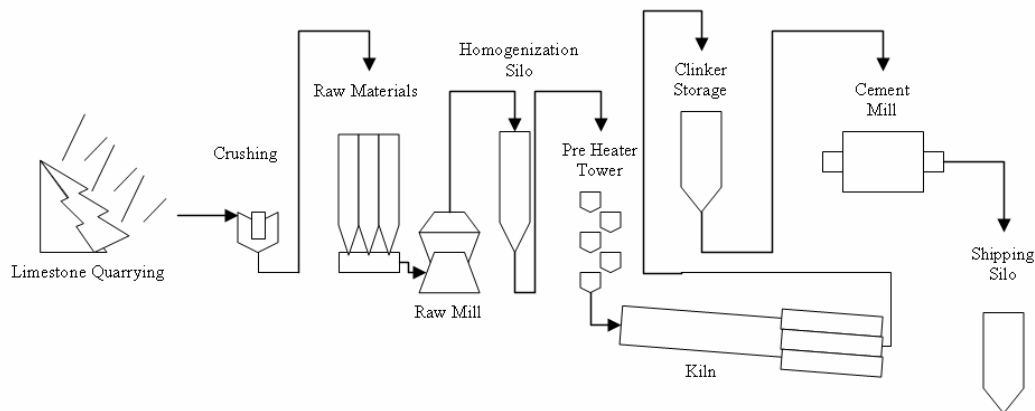 Limestone Quarrying
Crushing
Raw Materials
Raw Mill
Homogenization
Silo
Pre Heater
Tower
Kiln
Clinker
Storage
Cement
Mill
Shipping
Silo